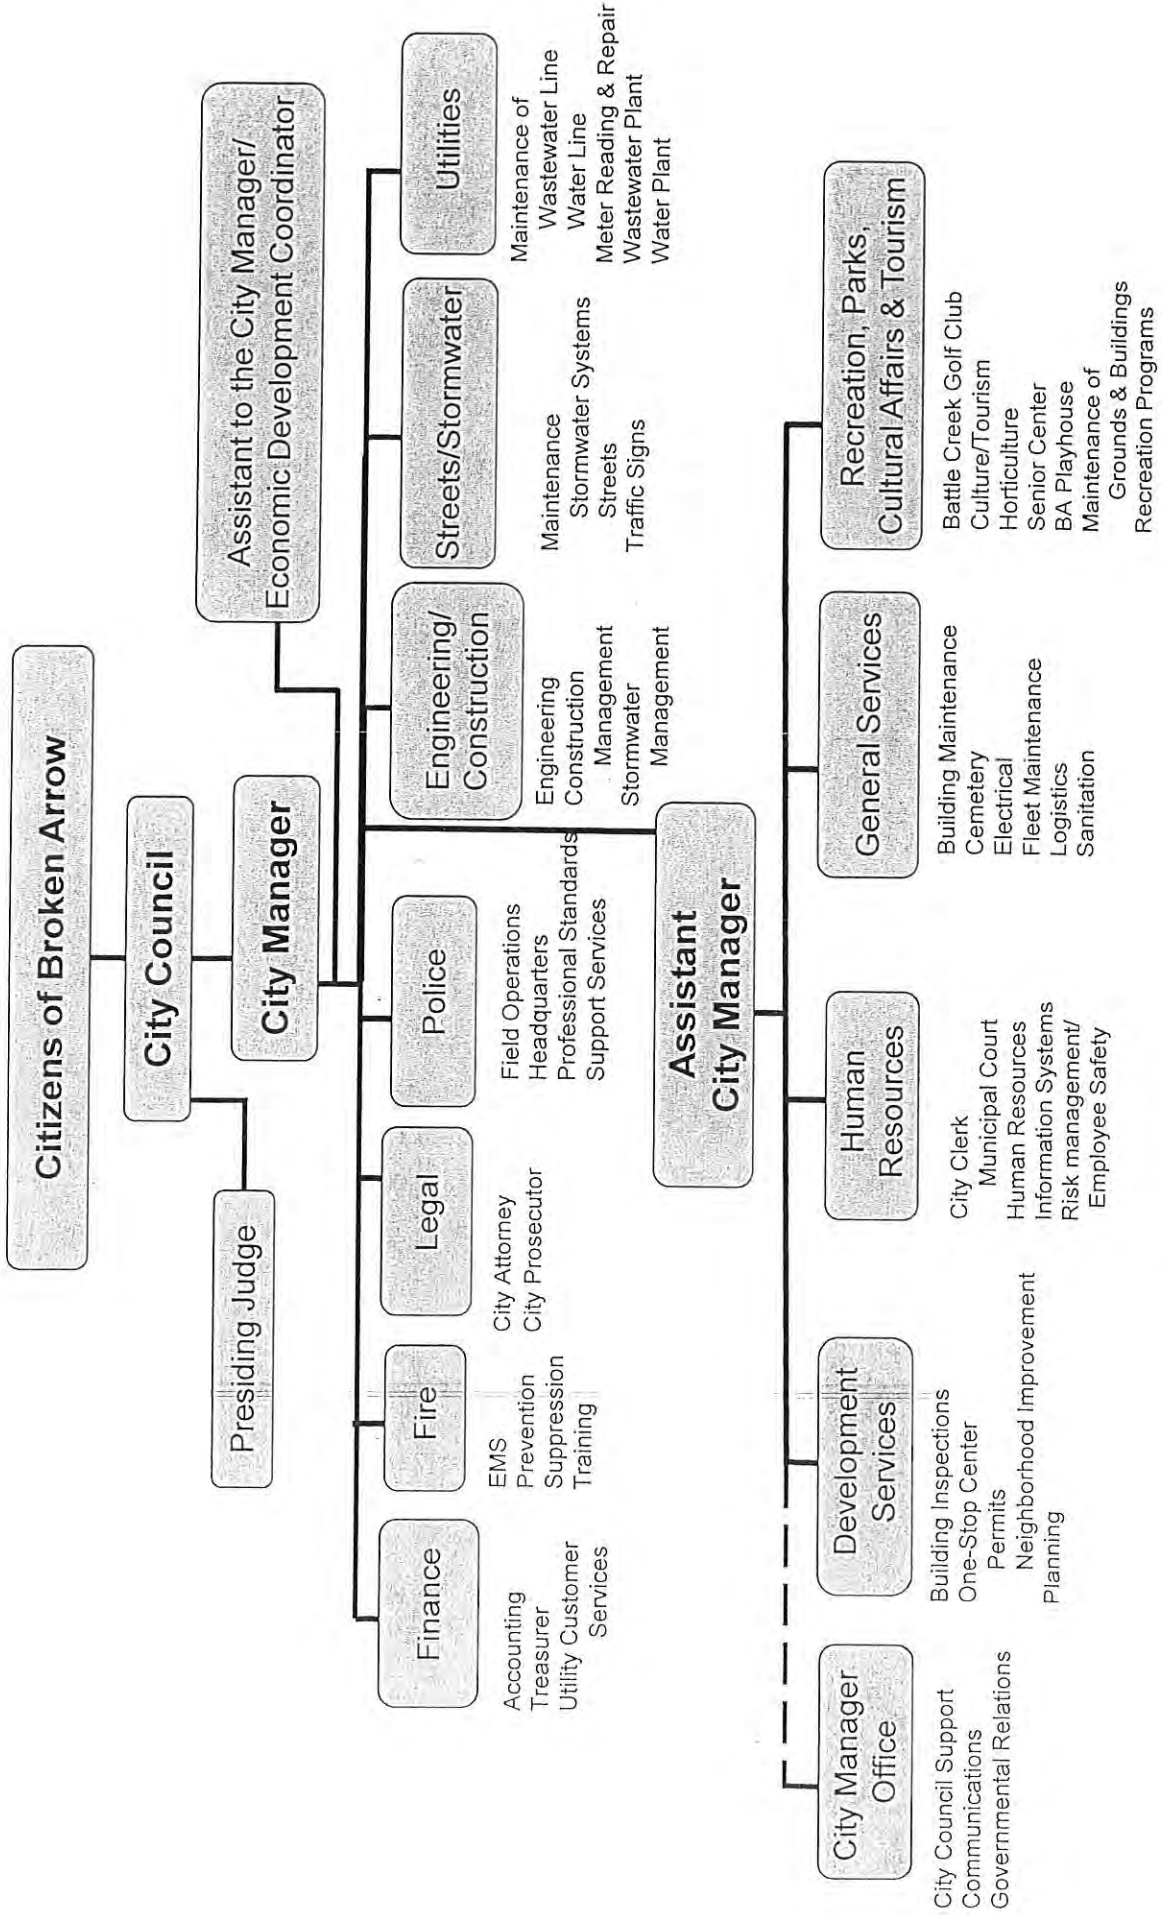 Citizens of Broken Arrow
City Council
Presiding Judge
City Manager
Assistant to the City Manager/
Economic Development Coordinator
Finance
Accounting
Treasurer
Utility Customer
Services
Fire
EMS
Prevention
Suppression
Training
Legal
City Attorney
City Prosecutor
Police
Field Operations
Headquarters
Professional Standards
Support Services
Engineering/
Construction
Engineering
Construction
Management
Stormwater
Management
Streets/Stormwater
Maintenance
Stormwater Systems
Streets
Traffic Signs
Utilities
Maintenance of
Wastewater Line
Water Line
Meter Reading & Repair
Wastewater Plant
Water Plant
Assistant
City Manager
City Manager
Office
City Council Support
Communications
Governmental Relations
Development
Services
Building Inspections
One-Stop Center
Permits
Neighborhood Improvement
Planning
Human
Resources
City Clerk
Municipal Court
Human Resources
Information Systems
Risk management/
Employee Safety
General Services
Building Maintenance
Cemetery
Electrical
Fleet Maintenance
Logistics
Sanitation
Recreation, Parks,
Cultural Affairs & Tourism
Battle Creek Golf Club
Culture/Tourism
Horticulture
Senior Center
BA Playhouse
Maintenance of
Grounds & Buildings
Recreation Programs